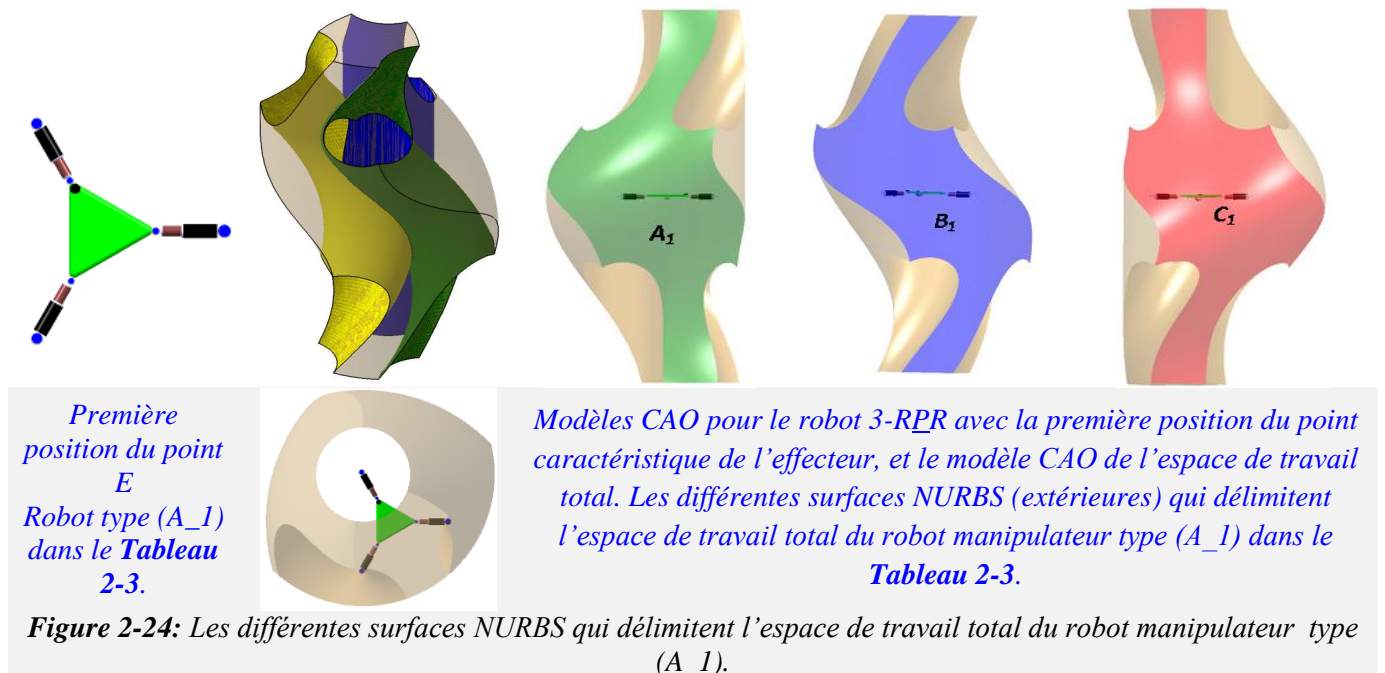 A₁
B₁
C₁
Première
position du point
E
Robot type (A_1)
dans le Tableau
2-3.
Modèles CAO pour le robot 3-RPR avec la première position du point
caractéristique de l’effecteur, et le modèle CAO de l’espace de travail
total. Les différentes surfaces NURBS (extérieures) qui délimitent
l’espace de travail total du robot manipulateur type (A_1) dans le
Tableau 2-3.
Figure 2-24: Les différentes surfaces NURBS qui délimitent l’espace de travail total du robot manipulateur type
(A_1).